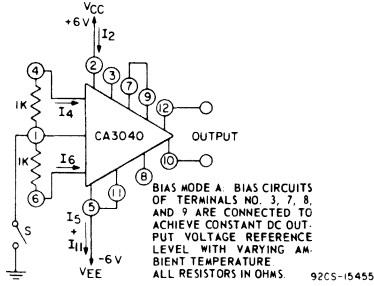 VCC
+6V
I2
4
2
3
7
9
12
1K
I4
1
CA3040
OUTPUT
1K
I6
10
6
8
11
5
S
I5
+
I11
-6V
VEE
BIAS MODE A: BIAS CIRCUITS
OF TERMINALS NO. 3, 7, 8,
AND 9 ARE CONNECTED TO
ACHIEVE CONSTANT DC OUT-
PUT VOLTAGE REFERENCE
LEVEL WITH VARYING AM-
BIENT TEMPERATURE.
ALL RESISTORS IN OHMS.
92CS-15455